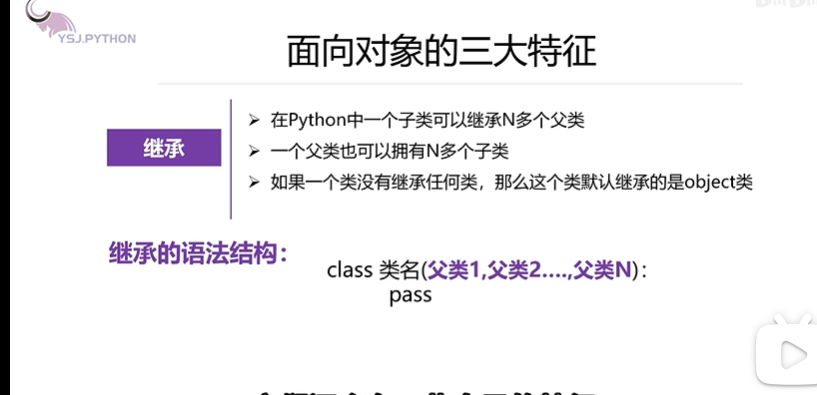 YSJ.PYTHON
面向对象的三大特征
继承
➢ 在Python中一个子类可以继承N多个父类
➢ 一个父类也可以拥有N多个子类
➢ 如果一个类没有继承任何类，那么这个类默认继承的是object类
继承的语法结构：
class 类名(父类1,父类2....,父类N)：
pass